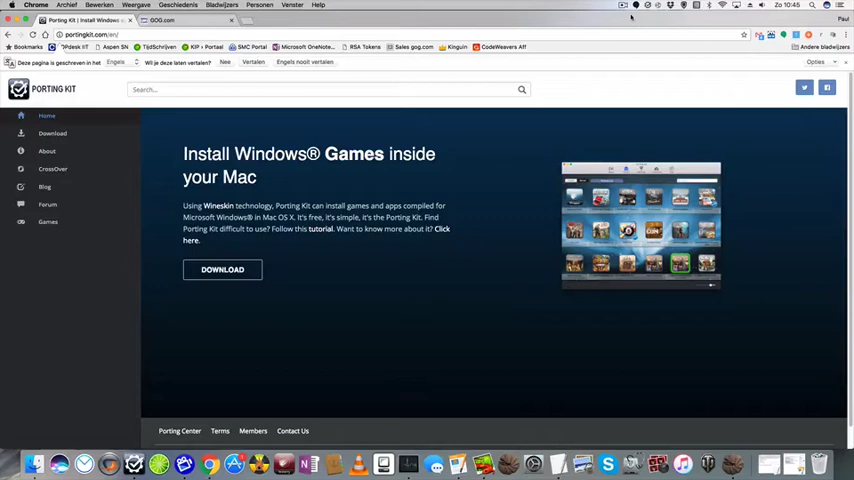 Chrome Archief Bewerken Weergave Geschiedenis Bladwijzers Personen Venster Help Zo 10:45
Porting Kit | Install Windows GOG.com Paul
portingkit.com/en/
Bookmarks TijdSchriften KIP › Portaal SMC Portal Microsoft OneNote... RSA Tokens Sales gog.com Kinguin CodeWeavers Aff Andere bladwijzers
Deze pagina is geschreven in het Engels Wil je deze laten vertalen? Nee Vertalen Engels nooit vertalen Opties
PORTING KIT
Search...
Home
Download
About
CrossOver
Blog
Forum
Games
Install Windows® Games inside
your Mac
Using Wineskin technology, Porting Kit can install games and apps compiled for
Microsoft Windows® in Mac OS X. It's free, it's simple, it's the Porting Kit. Find
Porting Kit difficult to use? Follow this tutorial. Want to know more about it? Click
here.
DOWNLOAD
Porting Center Terms Members Contact Us